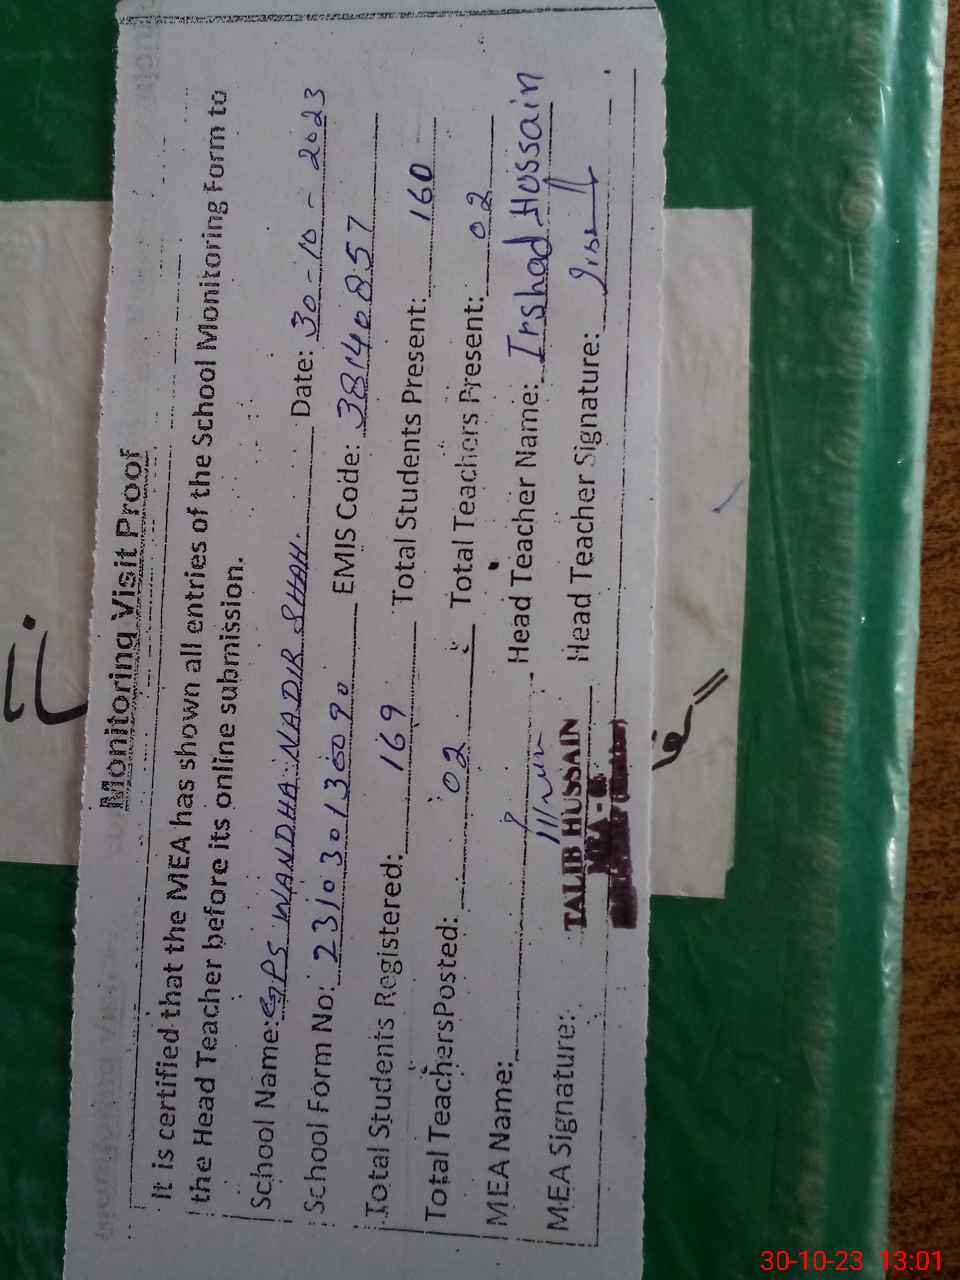 Monitoring Visit Proof
It is certified that the MEA has shown all entries of the School Monitoring Form to
the Head Teacher before its online submission.
School Name: GPS WANDHA NADIR SHAH. Date: 30-10-2023
School Form No: 231030136090 EMIS Code: 38140857
Total Students Registered: 169 Total Students Present: 160
Total TeachersPosted: 02 Total Teachers Present: 02
MEA Name: Head Teacher Name: Irshad Hussain
MEA Signature: Head Teacher Signature:
TALIB HUSSAIN
MEA -
30-10-23 13:01